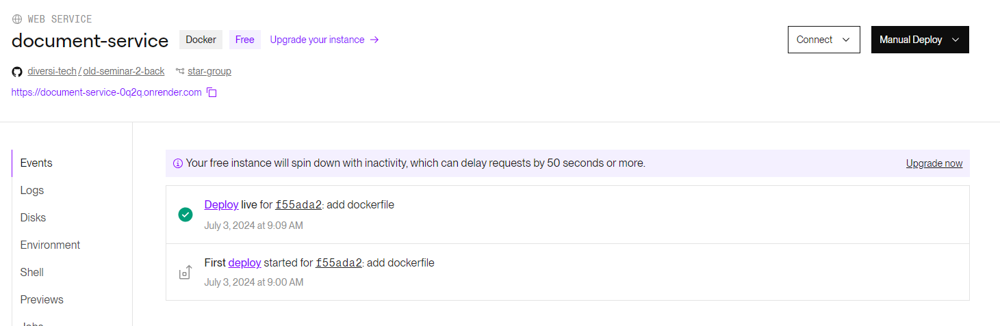 WEB SERVICE
document-service Docker Free Upgrade your instance → Connect Manual Deploy
diversi-tech / old-seminar-2-back star-group
https://document-service-0q2q.onrender.com
Events
Logs
Disks
Environment
Shell
Previews
Your free instance will spin down with inactivity, which can delay requests by 50 seconds or more. Upgrade now
Deploy live for f55ada2: add dockerfile
July 3, 2024 at 9:09 AM
First deploy started for f55ada2: add dockerfile
July 3, 2024 at 9:00 AM